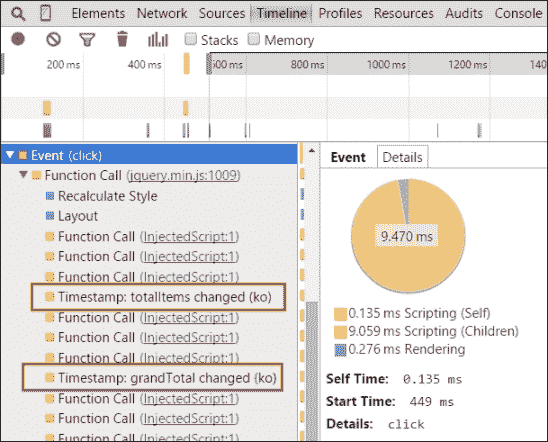 Elements Network Sources Timeline Profiles Resources Audits Console
Stacks Memory
200 ms 400 ms 600 ms 800 ms 1000 ms 1200 ms
Event (click)
Function Call (jquery.min.js:1009)
Recalculate Style
Layout
Function Call (InjectedScript:1)
Function Call (InjectedScript:1)
Function Call (InjectedScript:1)
Timestamp: totalItems changed (ko)
Function Call (InjectedScript:1)
Function Call (InjectedScript:1)
Function Call (InjectedScript:1)
Timestamp: grandTotal changed (ko)
Function Call (InjectedScript:1)
Function Call (InjectedScript:1)
Event Details
9.470 ms
0.135 ms Scripting (Self)
9.059 ms Scripting (Children)
0.276 ms Rendering
Self Time: 0.135 ms
Start Time: 449 ms
Details: click